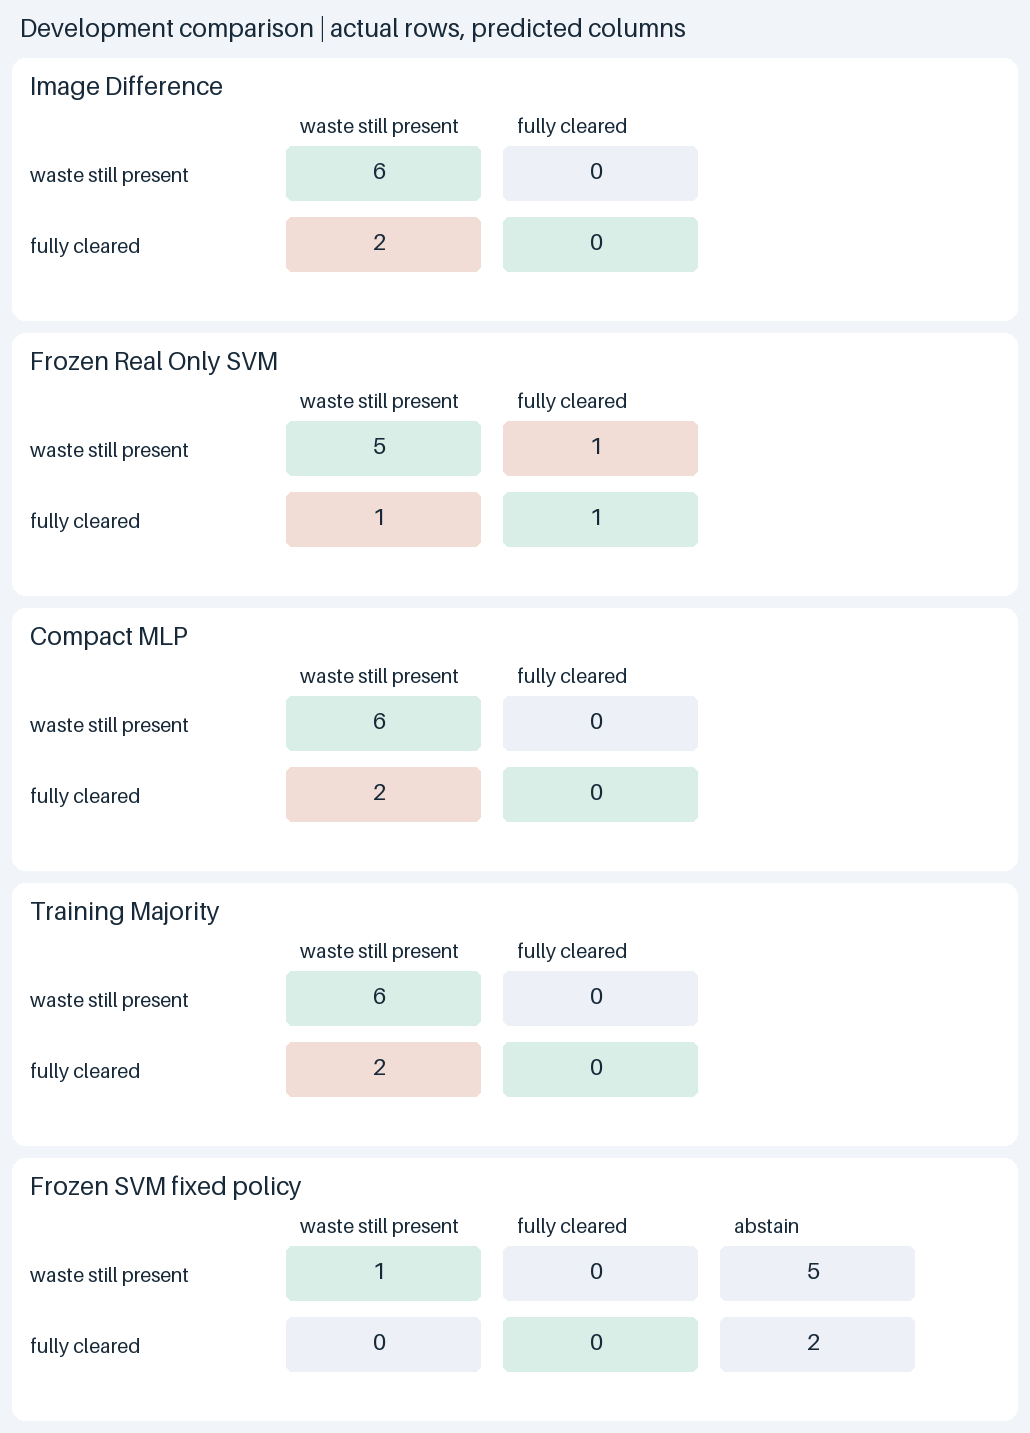 Development comparison | actual rows, predicted columns
Image Difference
waste still present fully cleared
waste still present 6 0
fully cleared 2 0
Frozen Real Only SVM
waste still present fully cleared
waste still present 5 1
fully cleared 1 1
Compact MLP
waste still present fully cleared
waste still present 6 0
fully cleared 2 0
Training Majority
waste still present fully cleared
waste still present 6 0
fully cleared 2 0
Frozen SVM fixed policy
waste still present fully cleared abstain
waste still present 1 0 5
fully cleared 0 0 2